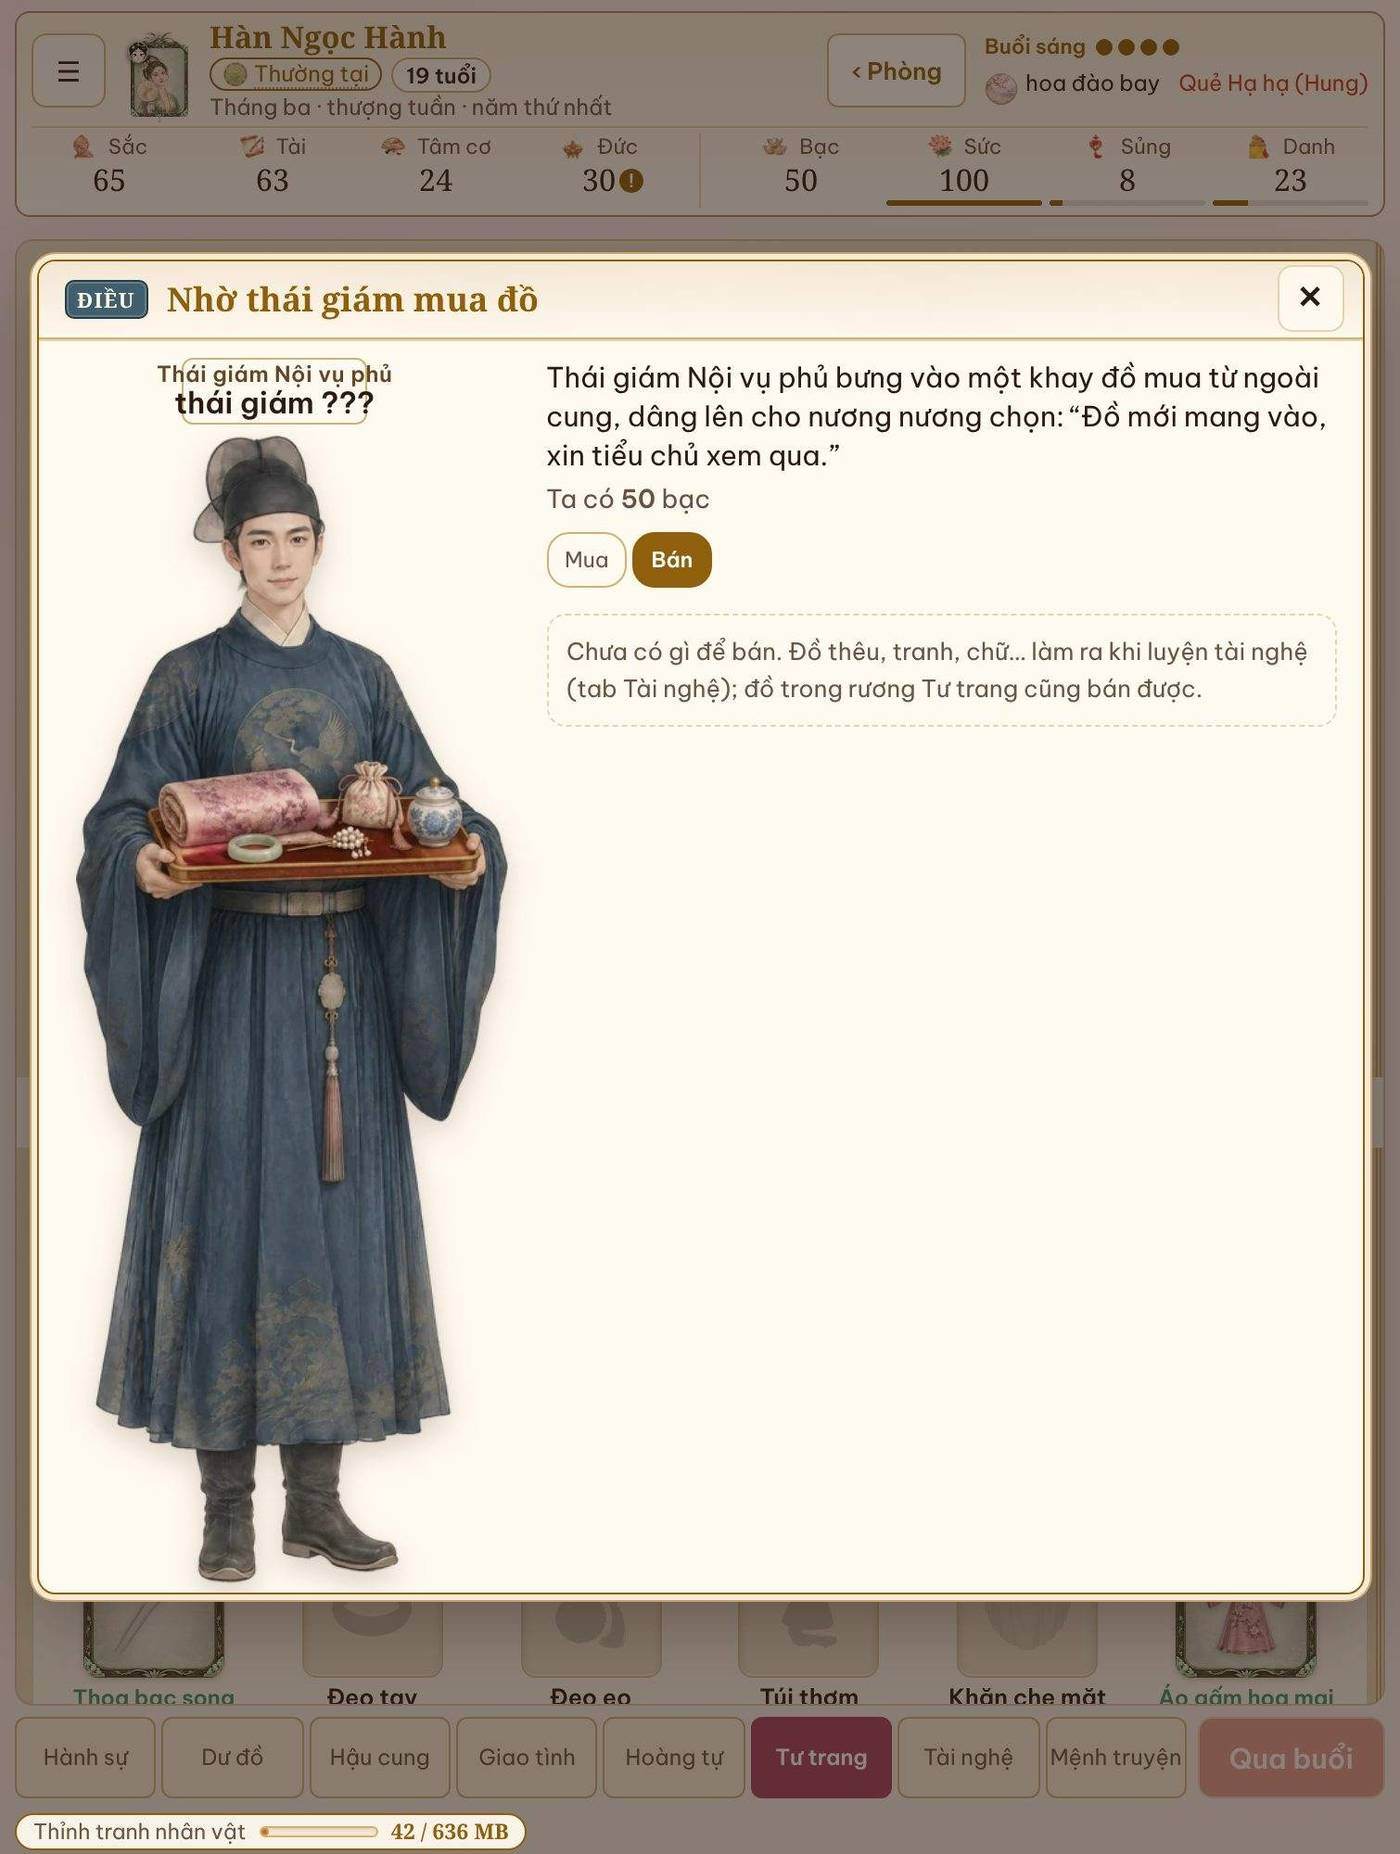 ☰
Hàn Ngọc Hành
Thường tại 19 tuổi
Tháng ba · thượng tuần · năm thứ nhất
‹ Phòng
Buổi sáng
hoa đào bay Quẻ Hạ hạ (Hung)
Sắc Tài Tâm cơ Đức Bạc Sức Sủng Danh
65 63 24 30 ! 50 100 8 23
ĐIỀU Nhờ thái giám mua đồ ✕
Thái giám Nội vụ phủ
thái giám ???
Thái giám Nội vụ phủ bưng vào một khay đồ mua từ ngoài
cung, dâng lên cho nương nương chọn: “Đồ mới mang vào,
xin tiểu chủ xem qua.”
Ta có 50 bạc
Mua Bán
Chưa có gì để bán. Đồ thêu, tranh, chữ... làm ra khi luyện tài nghệ
(tab Tài nghệ); đồ trong rương Tư trang cũng bán được.
Thoa bạc song Đeo tay Đeo eo Túi thơm Khăn che mặt Áo gấm hoa mai
Hành sự Dư đồ Hậu cung Giao tình Hoàng tự Tư trang Tài nghệ Mệnh truyện Qua buổi
Thỉnh tranh nhân vật 42 / 636 MB